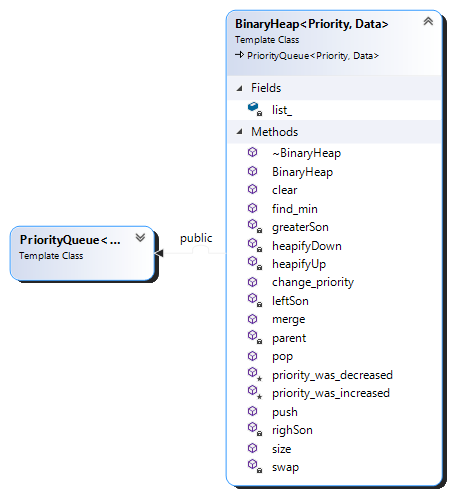 BinaryHeap<Priority, Data>
Template Class
PriorityQueue<Priority, Data>
Fields
list_
Methods
~BinaryHeap
BinaryHeap
clear
find_min
greaterSon
heapifyDown
heapifyUp
change_priority
leftSon
merge
parent
pop
priority_was_decreased
priority_was_increased
push
righSon
size
swap
PriorityQueue<...
Template Class
public